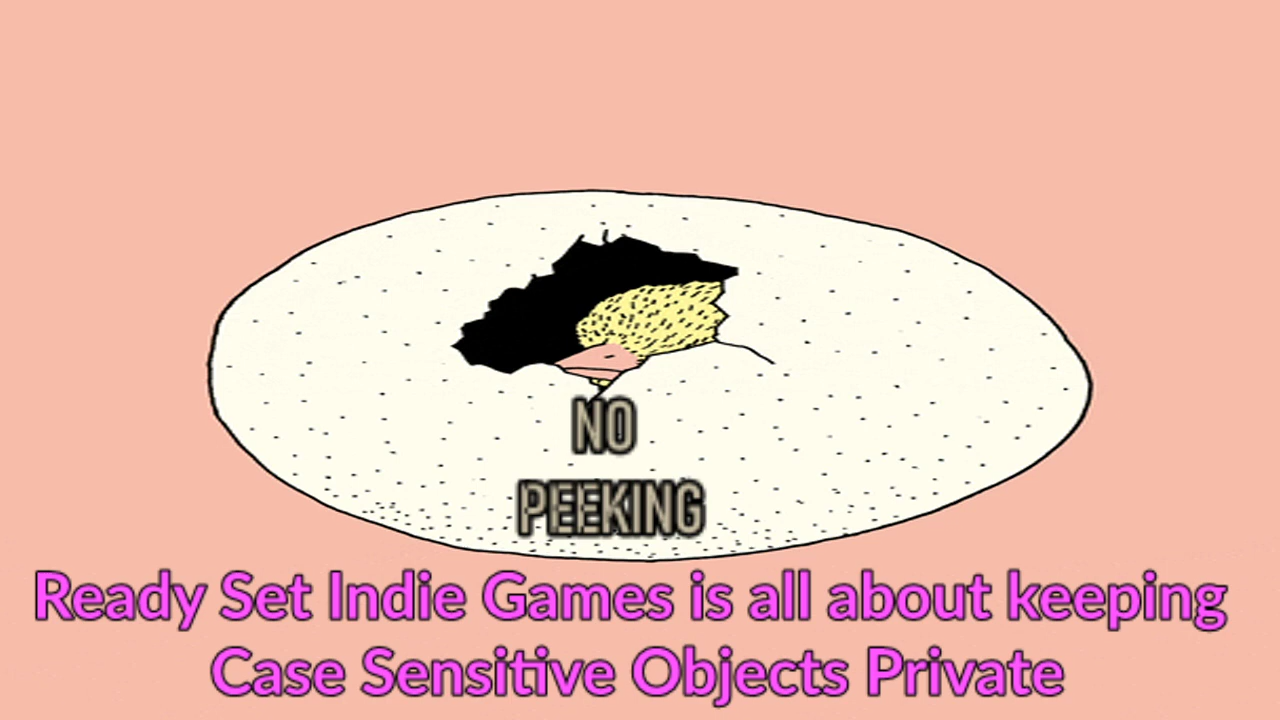 NO
PEEKING
Ready Set Indie Games is all about keeping
Case Sensitive Objects Private